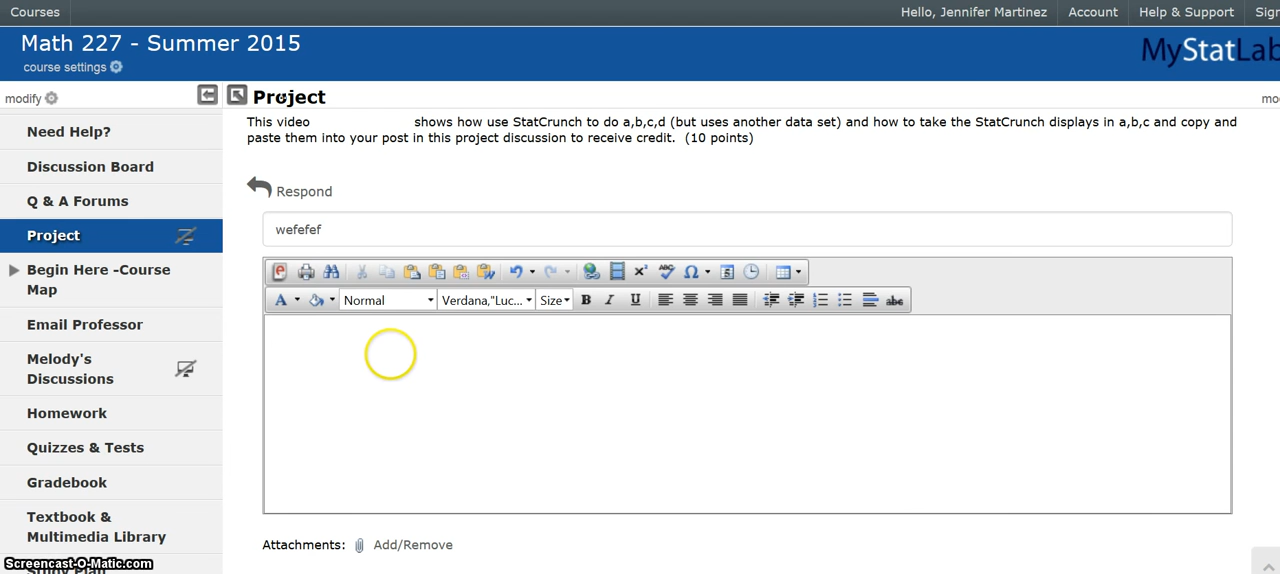 Courses
Hello, Jennifer Martinez
Account
Help & Support
Sign
Math 227 - Summer 2015
course settings
MyStatLab
modify
Project
mo
This video shows how use StatCrunch to do a,b,c,d (but uses another data set) and how to take the StatCrunch displays in a,b,c and copy and
paste them into your post in this project discussion to receive credit. (10 points)
Need Help?
Discussion Board
Q & A Forums
Project
Begin Here -Course
Map
Email Professor
Melody's
Discussions
Homework
Quizzes & Tests
Gradebook
Textbook &
Multimedia Library
Respond
wefefef
Normal
Verdana,"Luc...
Size
B I U
abc
Attachments: Add/Remove
Screencast-O-Matic.com